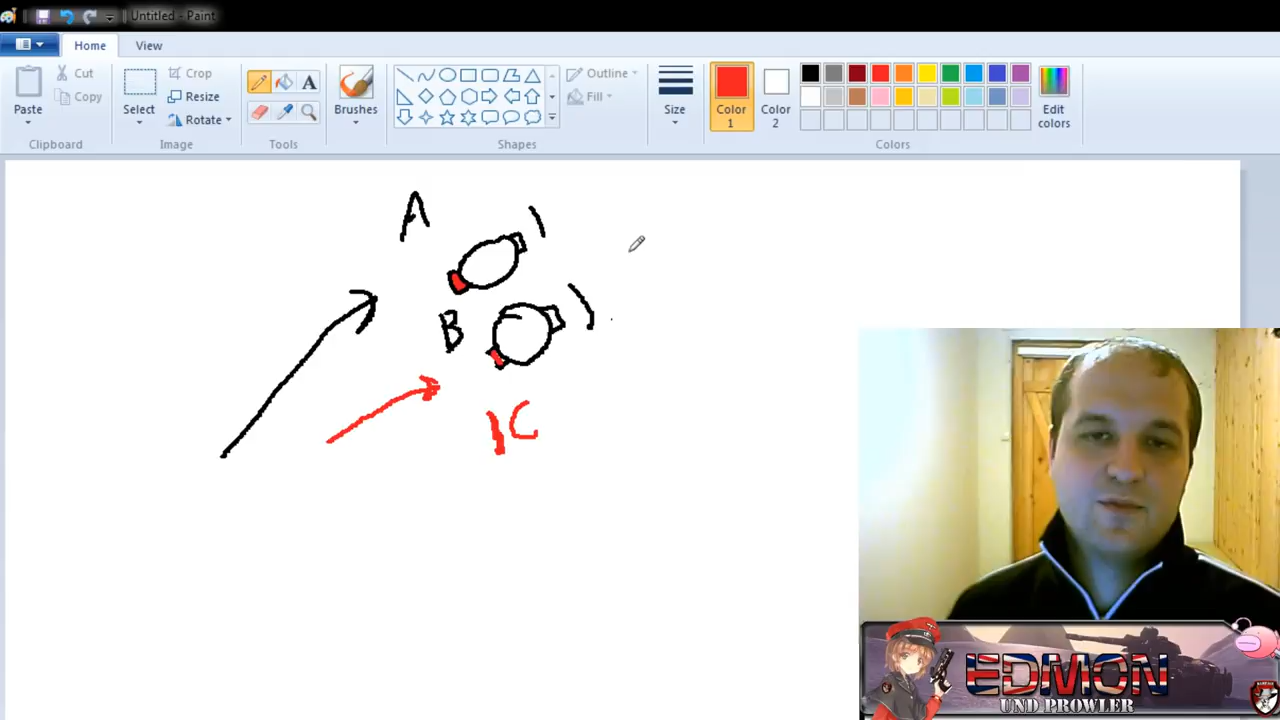 Untitled - Paint
Home View
Paste
Cut
Copy
Select
Crop
Resize
Rotate
A
Brushes
Outline
Fill
Size
Color 1
Color 2
Edit colors
Clipboard
Image
Tools
Shapes
Colors
A
B
1C
EDMON
UND PROWLER